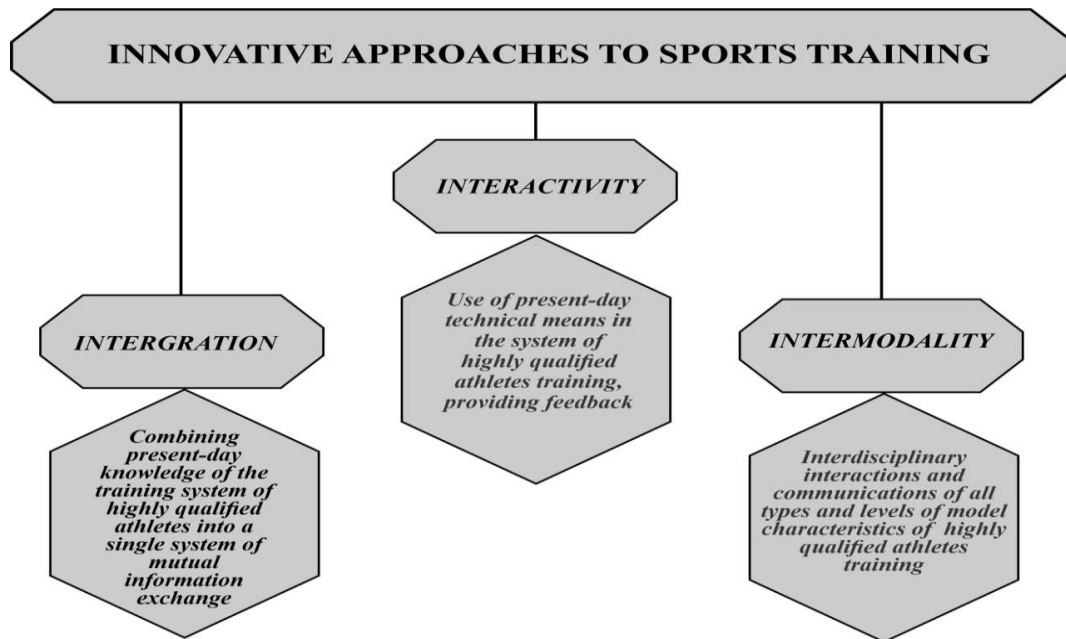 INNOVATIVE APPROACHES TO SPORTS TRAINING
INTERGRATION
Combining
present-day
knowledge of the
training system of
highly qualified
athletes into a
single system of
mutual
information
exchange
INTERACTIVITY
Use of present-day
technical means in
the system of
highly qualified
athletes training,
providing feedback
INTERMODALITY
Interdisciplinary
interactions and
communications of all
types and levels of model
characteristics of highly
qualified athletes
training